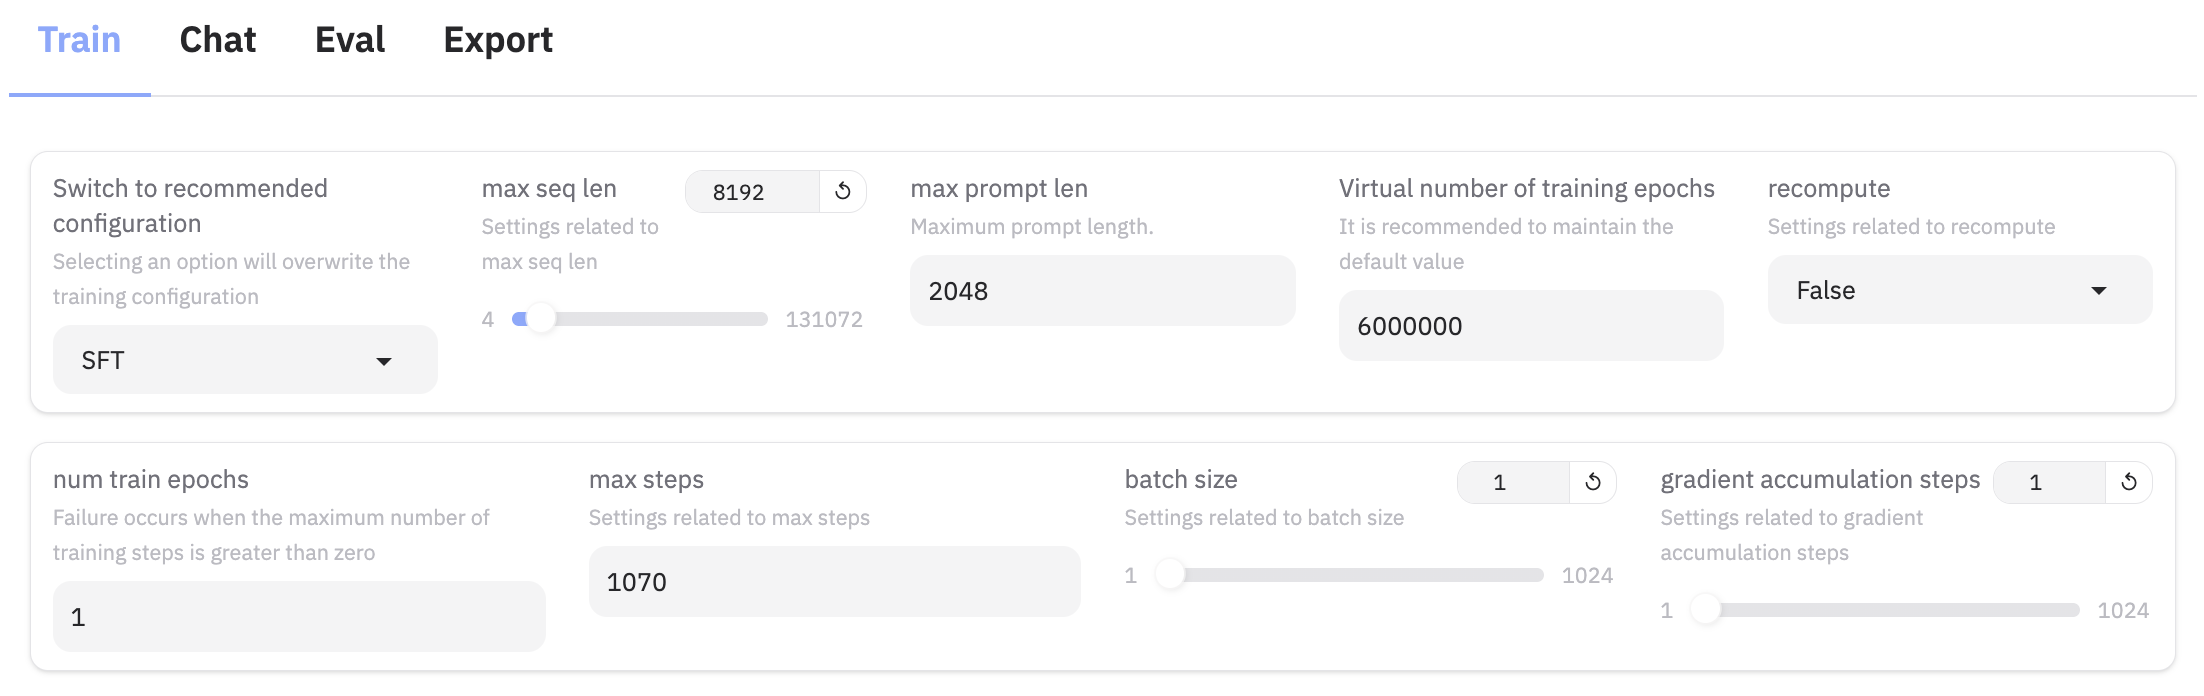 Train Chat Eval Export
Switch to recommended
configuration
Selecting an option will overwrite the
training configuration
SFT
max seq len
8192
Settings related to
max seq len
4 131072
max prompt len
Maximum prompt length.
2048
Virtual number of training epochs
It is recommended to maintain the
default value
6000000
recompute
Settings related to recompute
False
num train epochs
Failure occurs when the maximum number of
training steps is greater than zero
1
max steps
Settings related to max steps
1070
batch size
1
Settings related to batch size
1 1024
gradient accumulation steps
1
Settings related to gradient
accumulation steps
1 1024